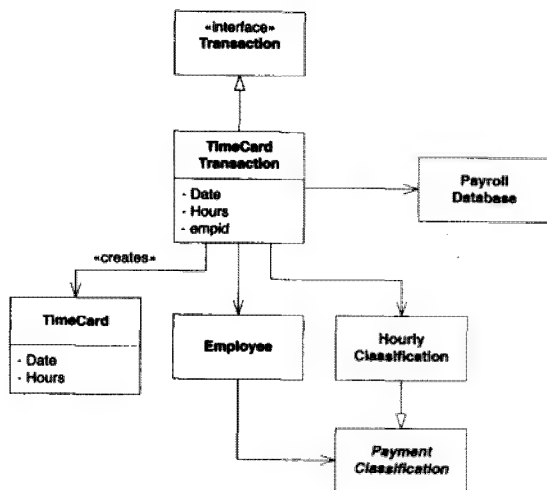 «interface»
Transaction
TimeCard
Transaction
- Date
- Hours
- empid
Payroll
Database
«creates»
TimeCard
- Date
- Hours
Employee
Hourly
Classification
Payment
Classification